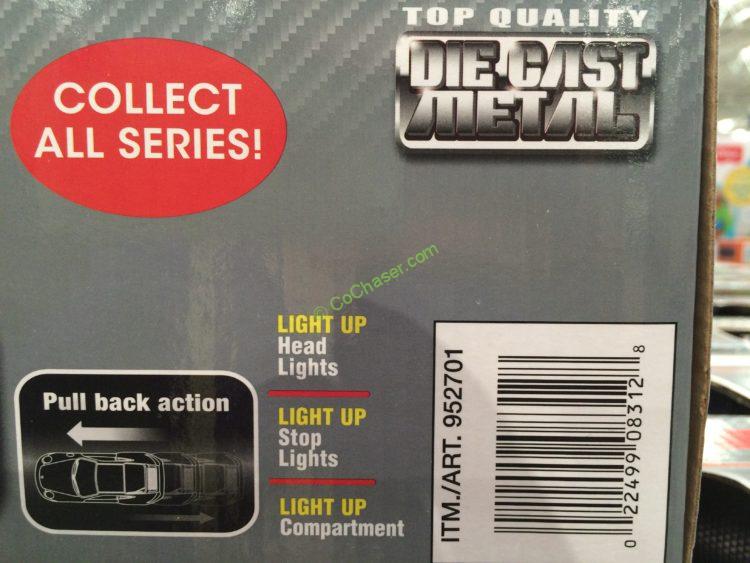 TOP QUALITY
DIE-CAST
METAL
COLLECT
ALL SERIES!
© CoChaser.com
LIGHT UP
Head
Lights
LIGHT UP
Stop
Lights
LIGHT UP
Compartment
Pull back action
ITM./ART. 952701
0 22499 08312 8